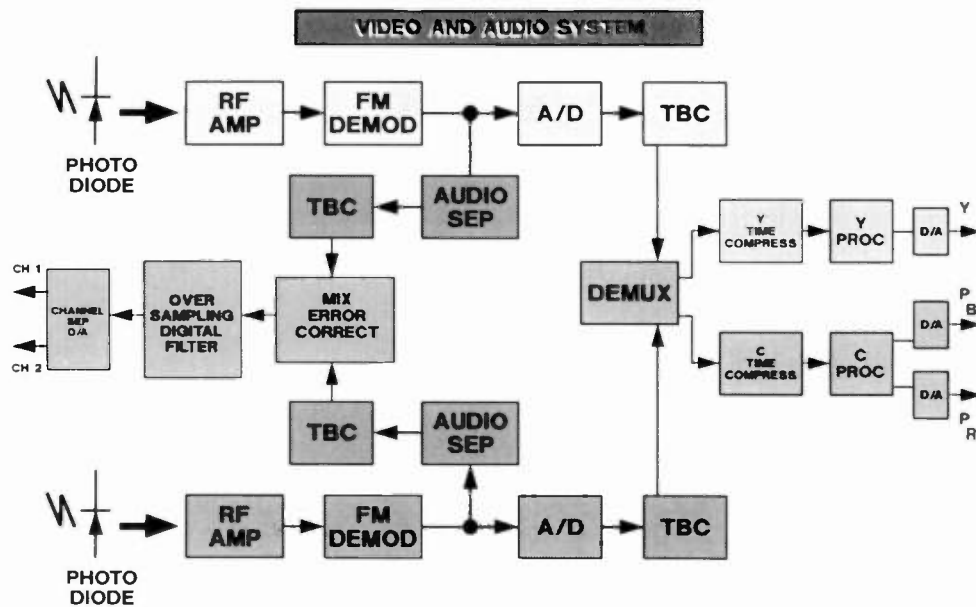 VIDEO AND AUDIO SYSTEM
RF
AMP
FM
DEMOD
A/D
TBC
PHOTO
DIODE
TBC
AUDIO
SEP
Y
TIME
COMPRESS
Y
PROC
D/A
Y
CH 1
CHANNEL
SEP
D/A
CH 2
OVER
SAMPLING
DIGITAL
FILTER
MIX
ERROR
CORRECT
DEMUX
D/A
P
B
C
TIME
COMPRESS
C
PROC
D/A
P
R
TBC
AUDIO
SEP
RF
AMP
FM
DEMOD
A/D
TBC
PHOTO
DIODE